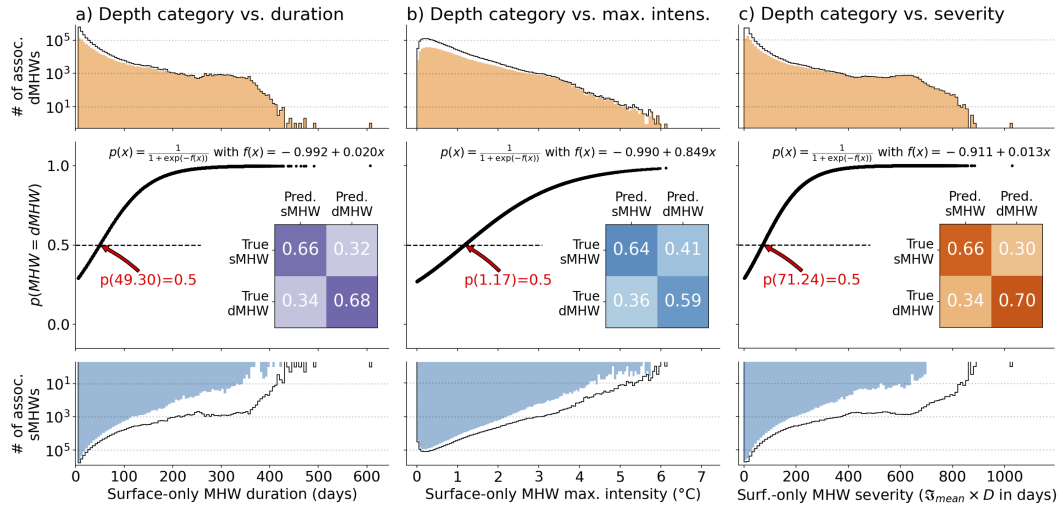 a) Depth category vs. duration
b) Depth category vs. max. intens.
c) Depth category vs. severity
# of assoc.
dMHWs
10^5
10^3
10^1
p(x) = 1/(1+exp(−f(x))) with f(x) = −0.992 + 0.020x
p(x) = 1/(1+exp(−f(x))) with f(x) = −0.990 + 0.849x
p(x) = 1/(1+exp(−f(x))) with f(x) = −0.911 + 0.013x
p(MHW = dMHW)
1.0
0.5
0.0
Pred. Pred.
sMHW dMHW
True
sMHW
0.66 0.32
True
dMHW
0.34 0.68
p(49.30)=0.5
Pred. Pred.
sMHW dMHW
True
sMHW
0.64 0.41
True
dMHW
0.36 0.59
p(1.17)=0.5
Pred. Pred.
sMHW dMHW
True
sMHW
0.66 0.30
True
dMHW
0.34 0.70
p(71.24)=0.5
# of assoc.
sMHWs
10^1
10^3
10^5
0 100 200 300 400 500 600
Surface-only MHW duration (days)
0 1 2 3 4 5 6 7
Surface-only MHW max. intensity (°C)
0 200 400 600 800 1000
Surf.-only MHW severity (ℑ_mean × D in days)